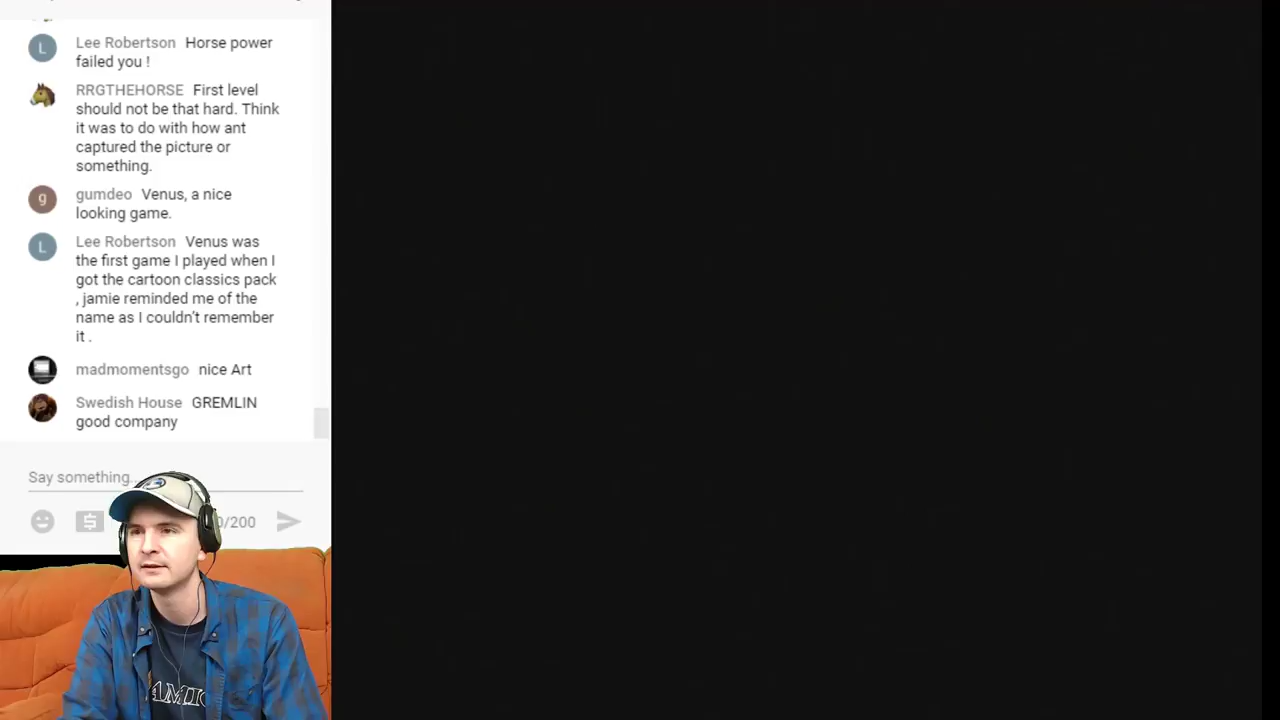 Lee Robertson Horse power
failed you !
RRGTHEHORSE First level
should not be that hard. Think
it was to do with how ant
captured the picture or
something.
gumdeo Venus, a nice
looking game.
Lee Robertson Venus was
the first game I played when I
got the cartoon classics pack
, jamie reminded me of the
name as I couldn't remember
it .
madmomentsgo nice Art
Swedish House GREMLIN
good company
Say something..
0/200